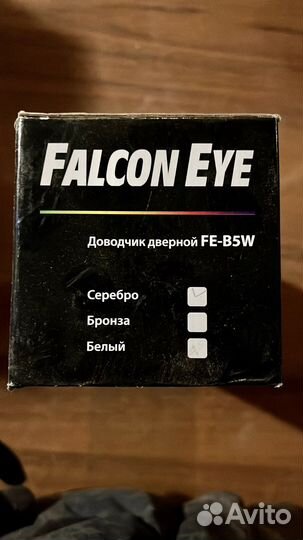 FALCON EYE
Доводчик дверной FE-B5W
Серебро
Бронза
Белый
Avito